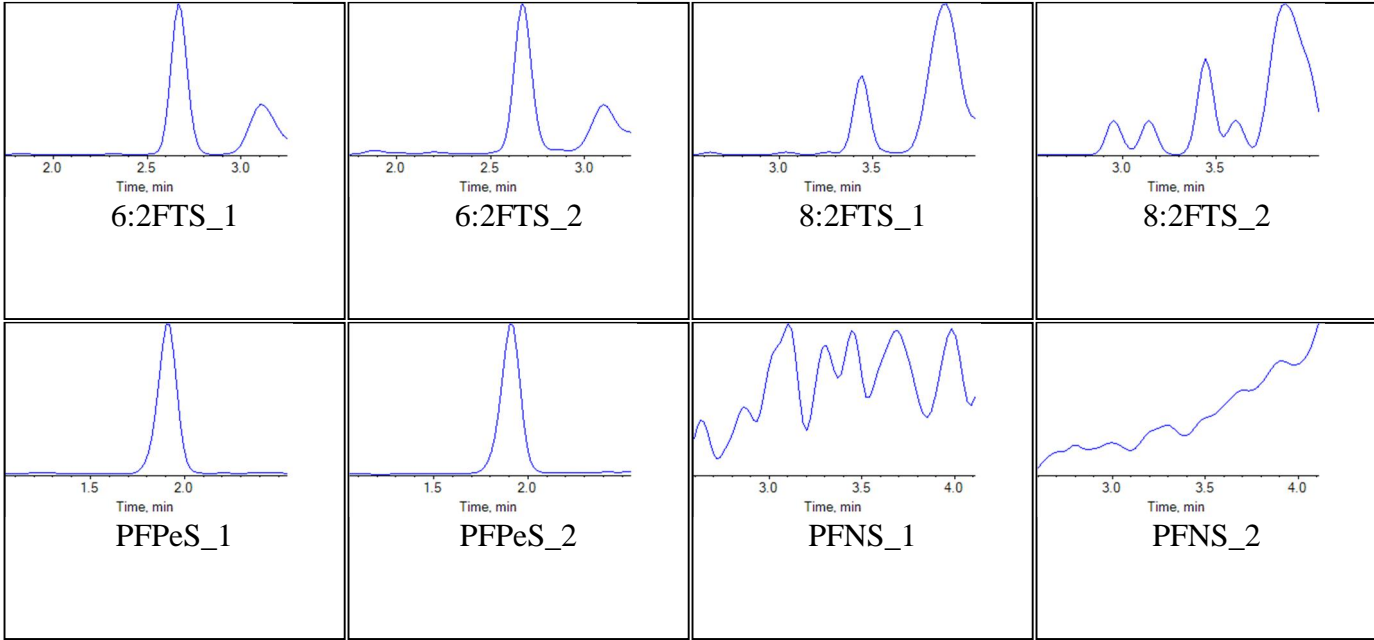 2.0 2.5 3.0
Time, min
6:2FTS_1
2.0 2.5 3.0
Time, min
6:2FTS_2
3.0 3.5
Time, min
8:2FTS_1
3.0 3.5
Time, min
8:2FTS_2
1.5 2.0
Time, min
PFPeS_1
1.5 2.0
Time, min
PFPeS_2
3.0 3.5 4.0
Time, min
PFNS_1
3.0 3.5 4.0
Time, min
PFNS_2